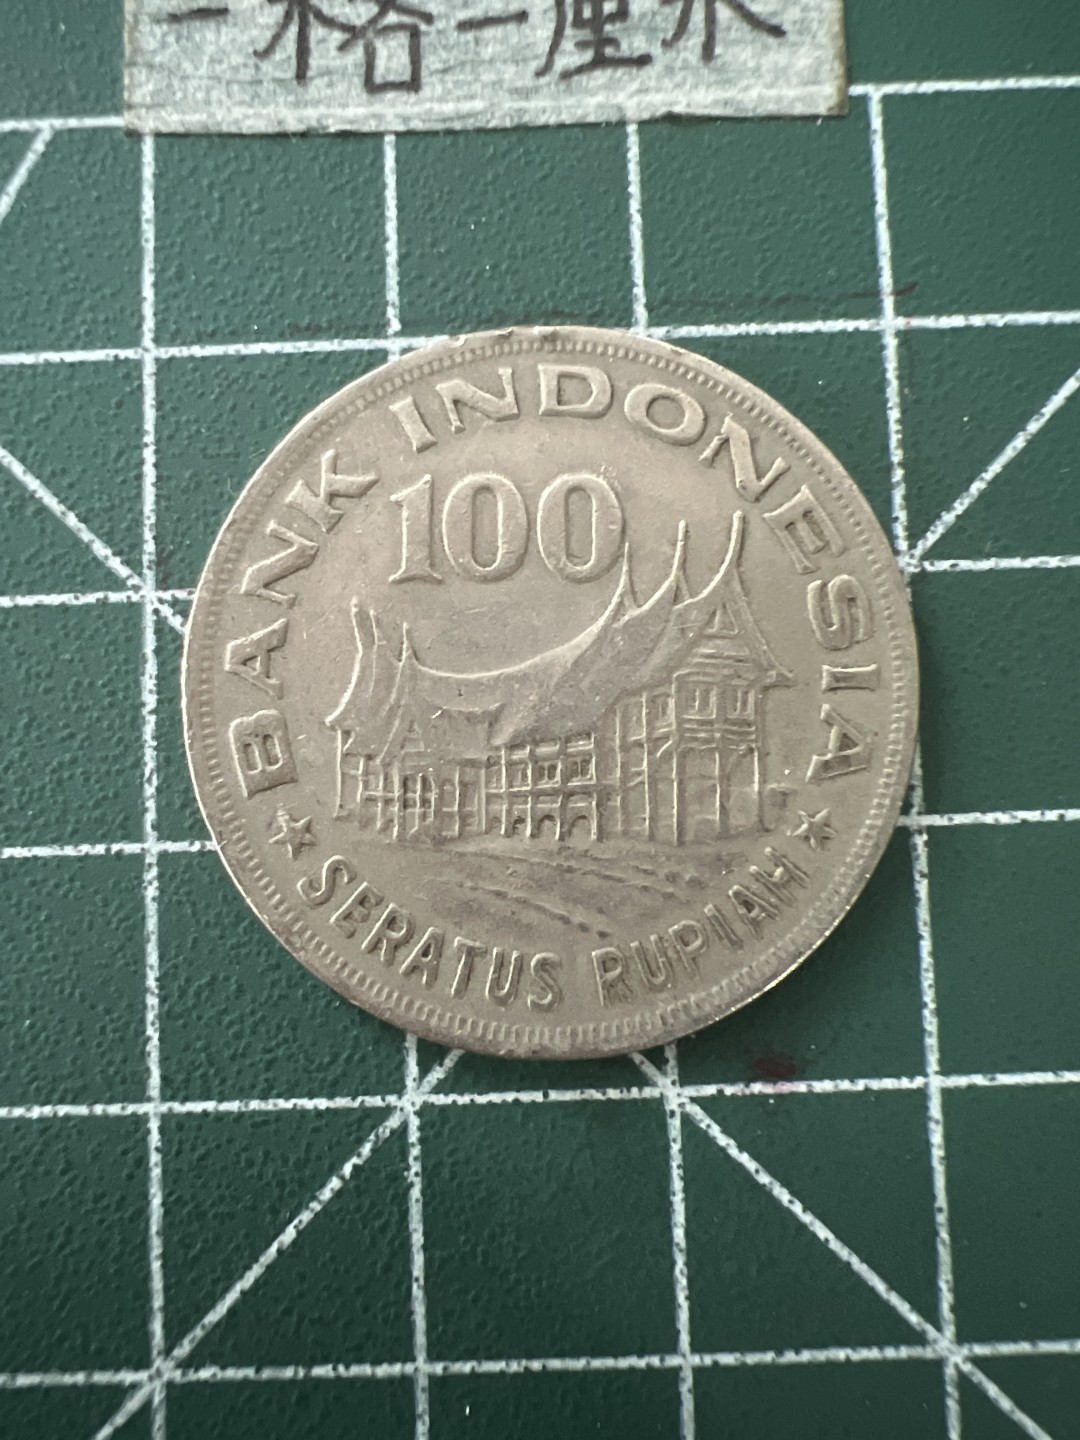 一格一厘米
BANK INDONESIA
100
SERATUS RUPIAH